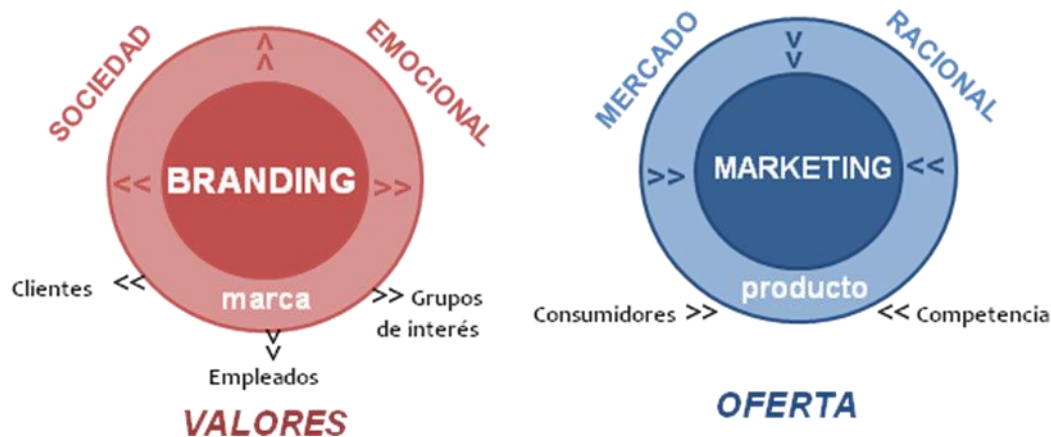 SOCIEDAD
EMOCIONAL
^
^
<< BRANDING >>
marca
Clientes <<
>> Grupos
de interés
v
v
Empleados
VALORES
MERCADO
RACIONAL
v
v
>> MARKETING <<
producto
Consumidores >>
<< Competencia
OFERTA